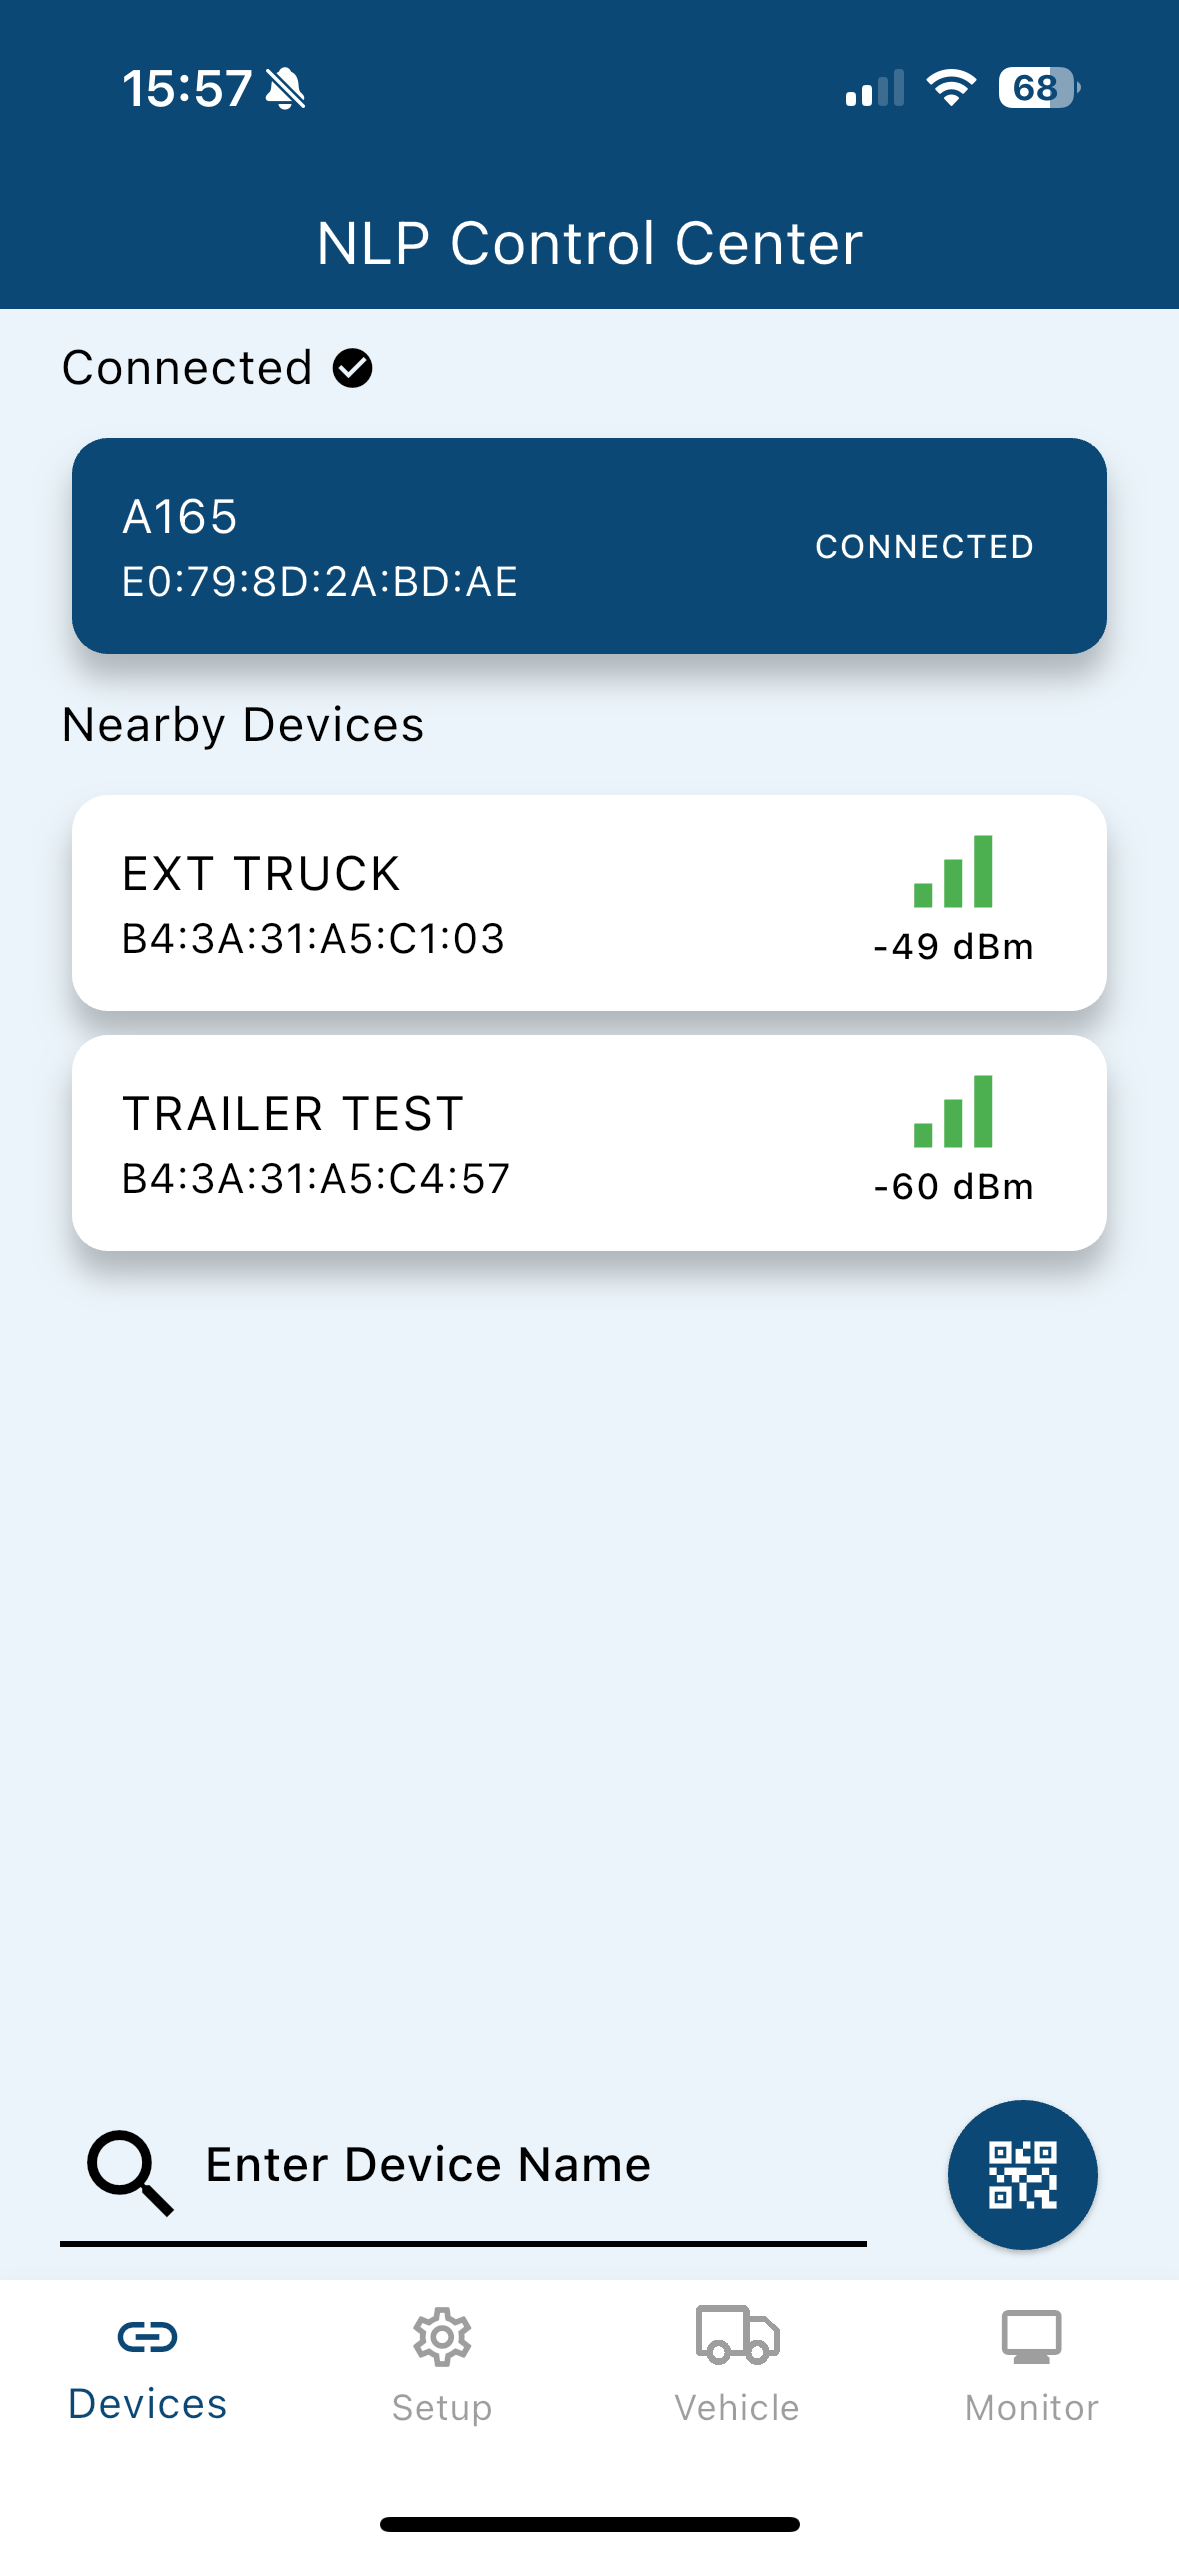 15:57
68
NLP Control Center
Connected
A165
E0:79:8D:2A:BD:AE
CONNECTED
Nearby Devices
EXT TRUCK
B4:3A:31:A5:C1:03
-49 dBm
TRAILER TEST
B4:3A:31:A5:C4:57
-60 dBm
Enter Device Name
Devices
Setup
Vehicle
Monitor